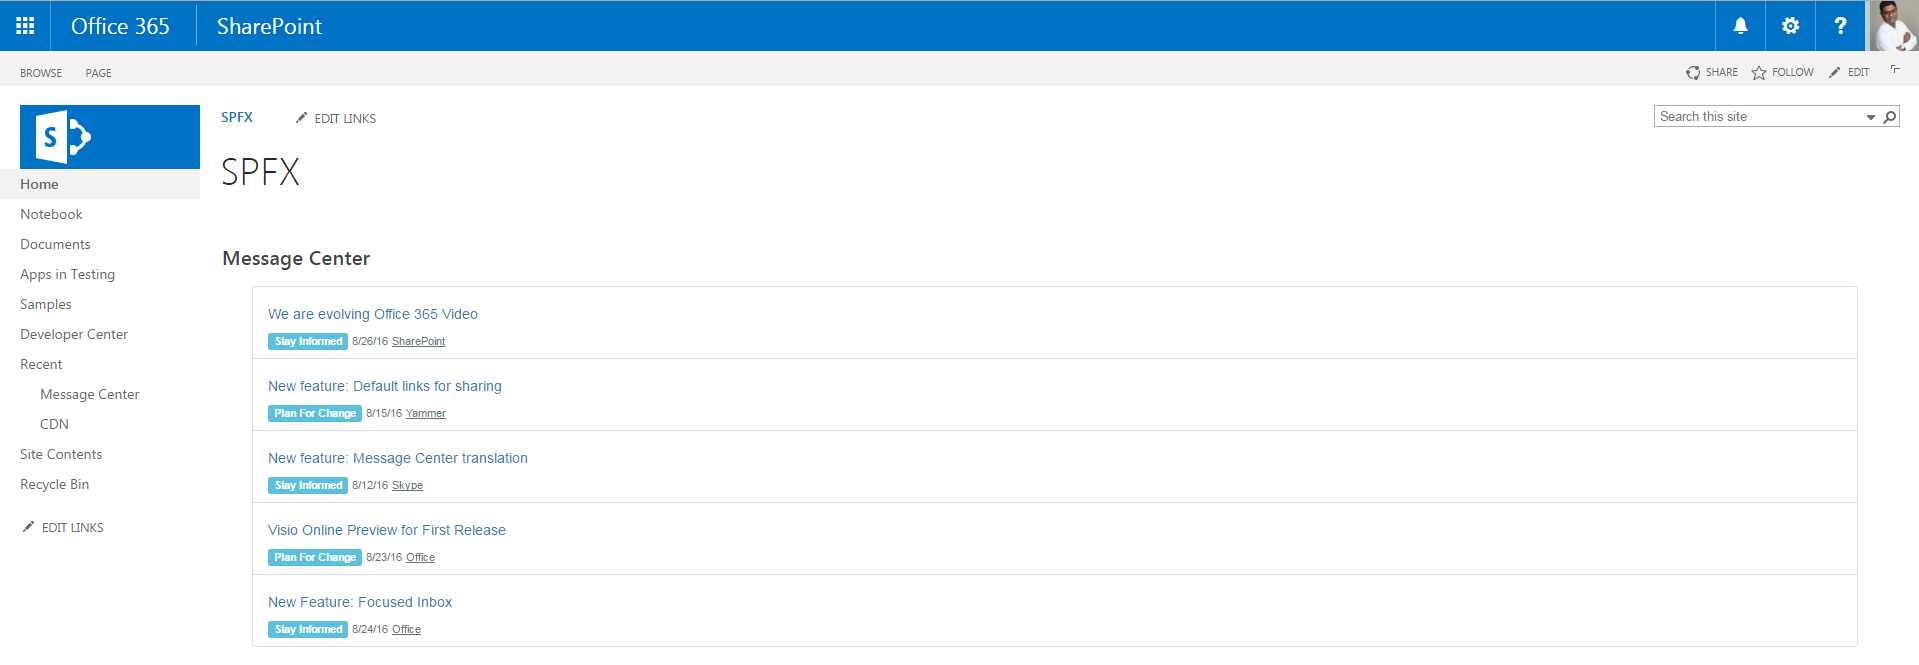 Office 365 SharePoint ?
BROWSE PAGE SHARE FOLLOW EDIT
S
SPFX EDIT LINKS Search this site
SPFX
Home
Notebook
Documents
Apps in Testing
Samples
Developer Center
Recent
Message Center
CDN
Site Contents
Recycle Bin
EDIT LINKS
Message Center
We are evolving Office 365 Video
Stay Informed 8/26/16 SharePoint
New feature: Default links for sharing
Plan For Change 8/15/16 Yammer
New feature: Message Center translation
Stay Informed 8/12/16 Skype
Visio Online Preview for First Release
Plan For Change 8/23/16 Office
New Feature: Focused Inbox
Stay Informed 8/24/16 Office